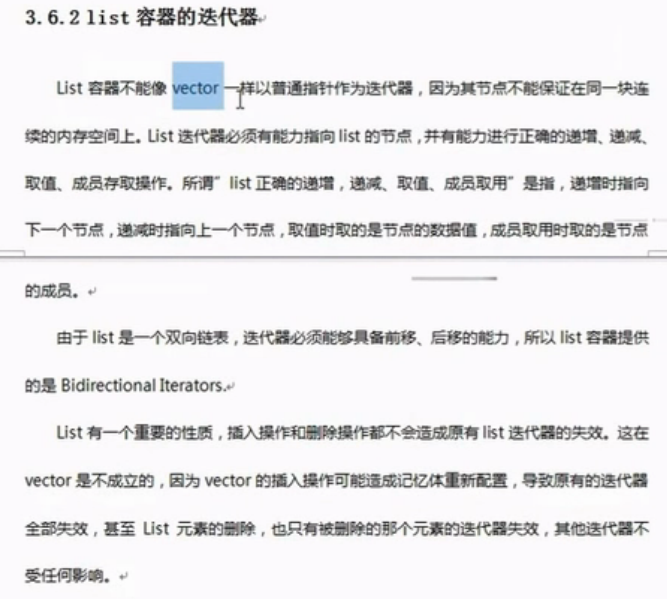 3.6.2 list 容器的迭代器
List 容器不能像 vector 一样以普通指针作为迭代器，因为其节点不能保证在同一块连
续的内存空间上。List 迭代器必须有能力指向 list 的节点，并有能力进行正确的递增、递减、
取值、成员存取操作。所谓”list 正确的递增，递减、取值、成员取用”是指，递增时指向
下一个节点，递减时指向上一个节点，取值时取的是节点的数据值，成员取用时取的是节点
的成员。
由于 list 是一个双向链表，迭代器必须能够具备前移、后移的能力，所以 list 容器提供
的是 Bidirectional Iterators.
List 有一个重要的性质，插入操作和删除操作都不会造成原有 list 迭代器的失效。这在
vector 是不成立的，因为 vector 的插入操作可能造成记忆体重新配置，导致原有的迭代器
全部失效，甚至 List 元素的删除，也只有被删除的那个元素的迭代器失效，其他迭代器不
受任何影响。